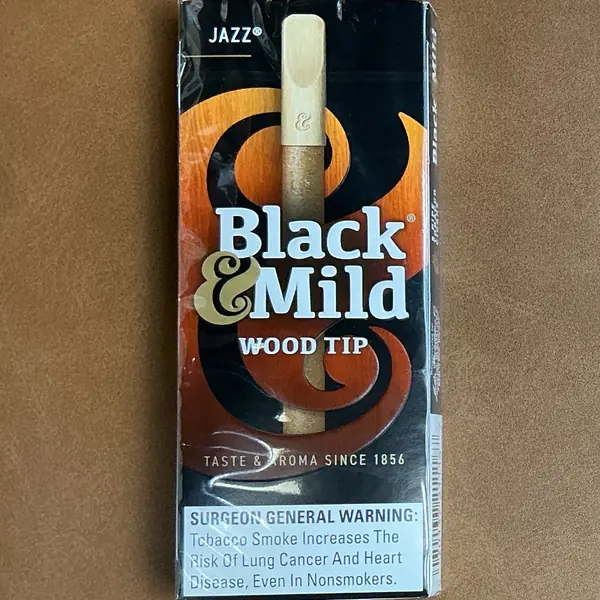 JAZZ®
&
Black®
& Mild
WOOD TIP
TASTE & AROMA SINCE 1856
SURGEON GENERAL WARNING:
Tobacco Smoke Increases The
Risk Of Lung Cancer And Heart
Disease, Even In Nonsmokers.
Black